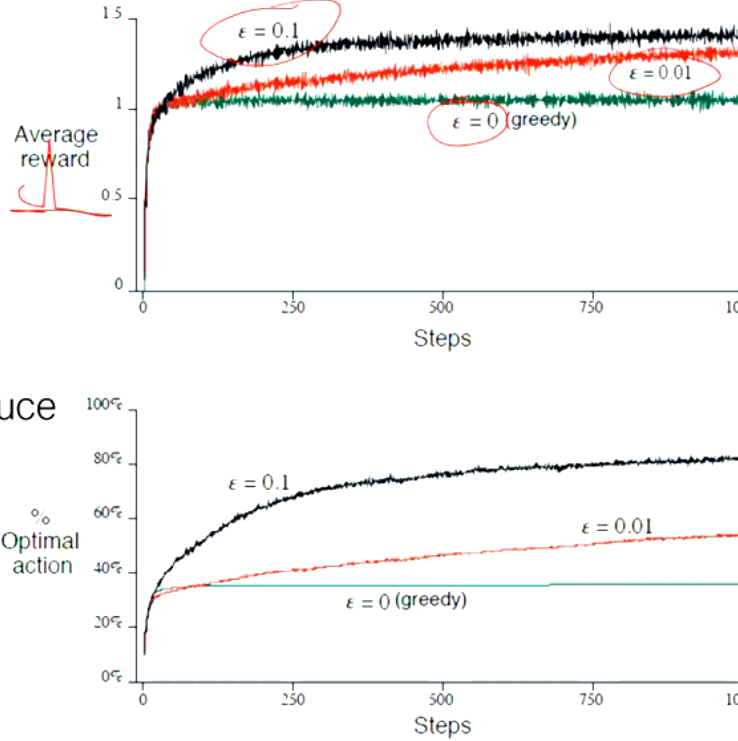 1.5
ε = 0.1
ε = 0.01
1
ε = 0 (greedy)
Average
reward
0.5
0
0 250 500 750 10
Steps
uce
100%
80%
ε = 0.1
60%
ε = 0.01
%
Optimal
action
40%
ε = 0 (greedy)
20%
0%
0 250 500 750 10
Steps